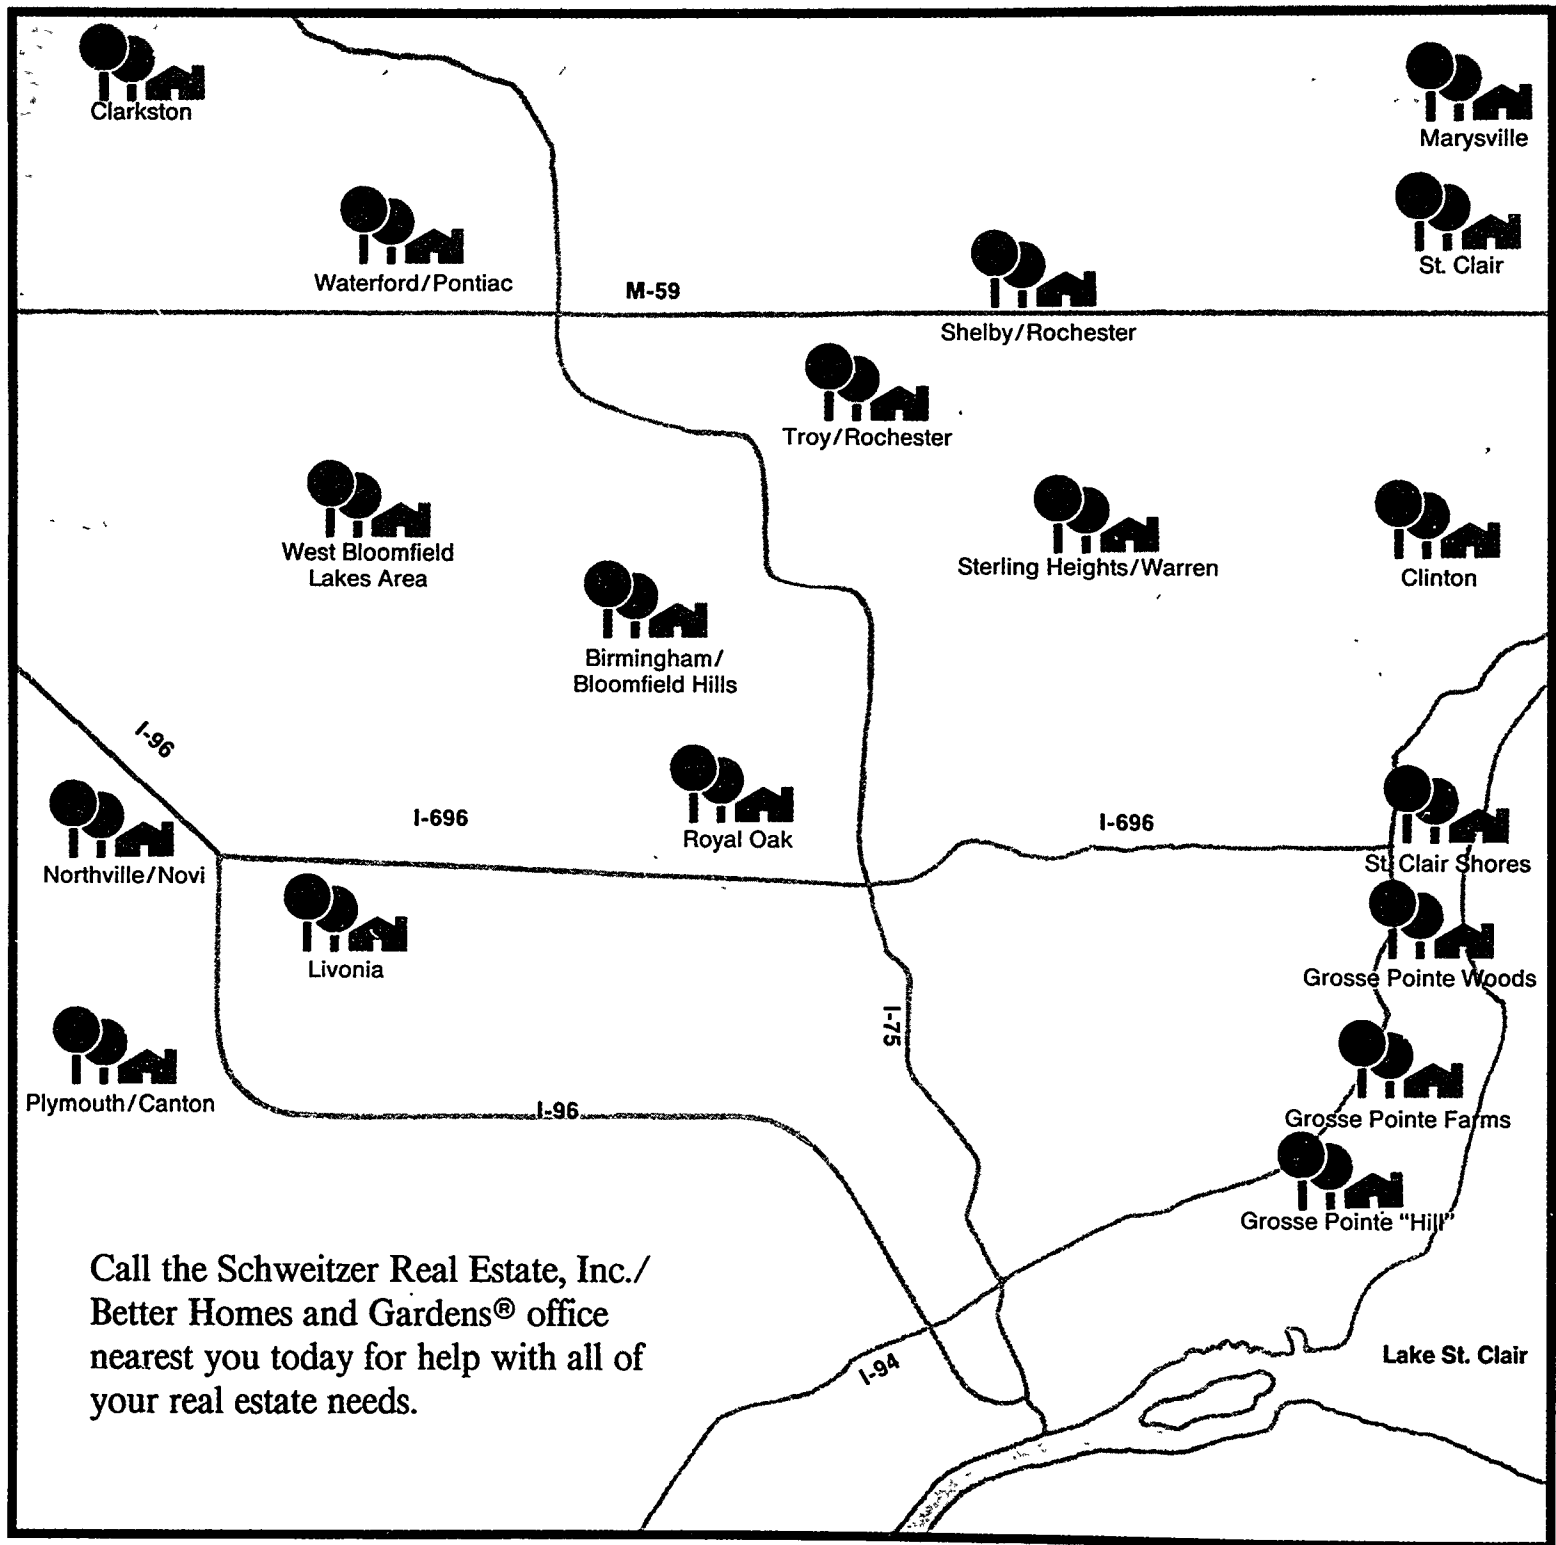 Clarkston
Marysville
Waterford/Pontiac
St. Clair
M-59
Shelby/Rochester
Troy/Rochester
West Bloomfield
Lakes Area
Sterling Heights/Warren
Clinton
Birmingham/
Bloomfield Hills
I-96
I-696
Royal Oak
I-696
Northville/Novi
St. Clair Shores
Livonia
Grosse Pointe Woods
I-75
Plymouth/Canton
I-96
Grosse Pointe Farms
Grosse Pointe "Hill"
Call the Schweitzer Real Estate, Inc./
Better Homes and Gardens® office
nearest you today for help with all of
your real estate needs.
I-94
Lake St. Clair